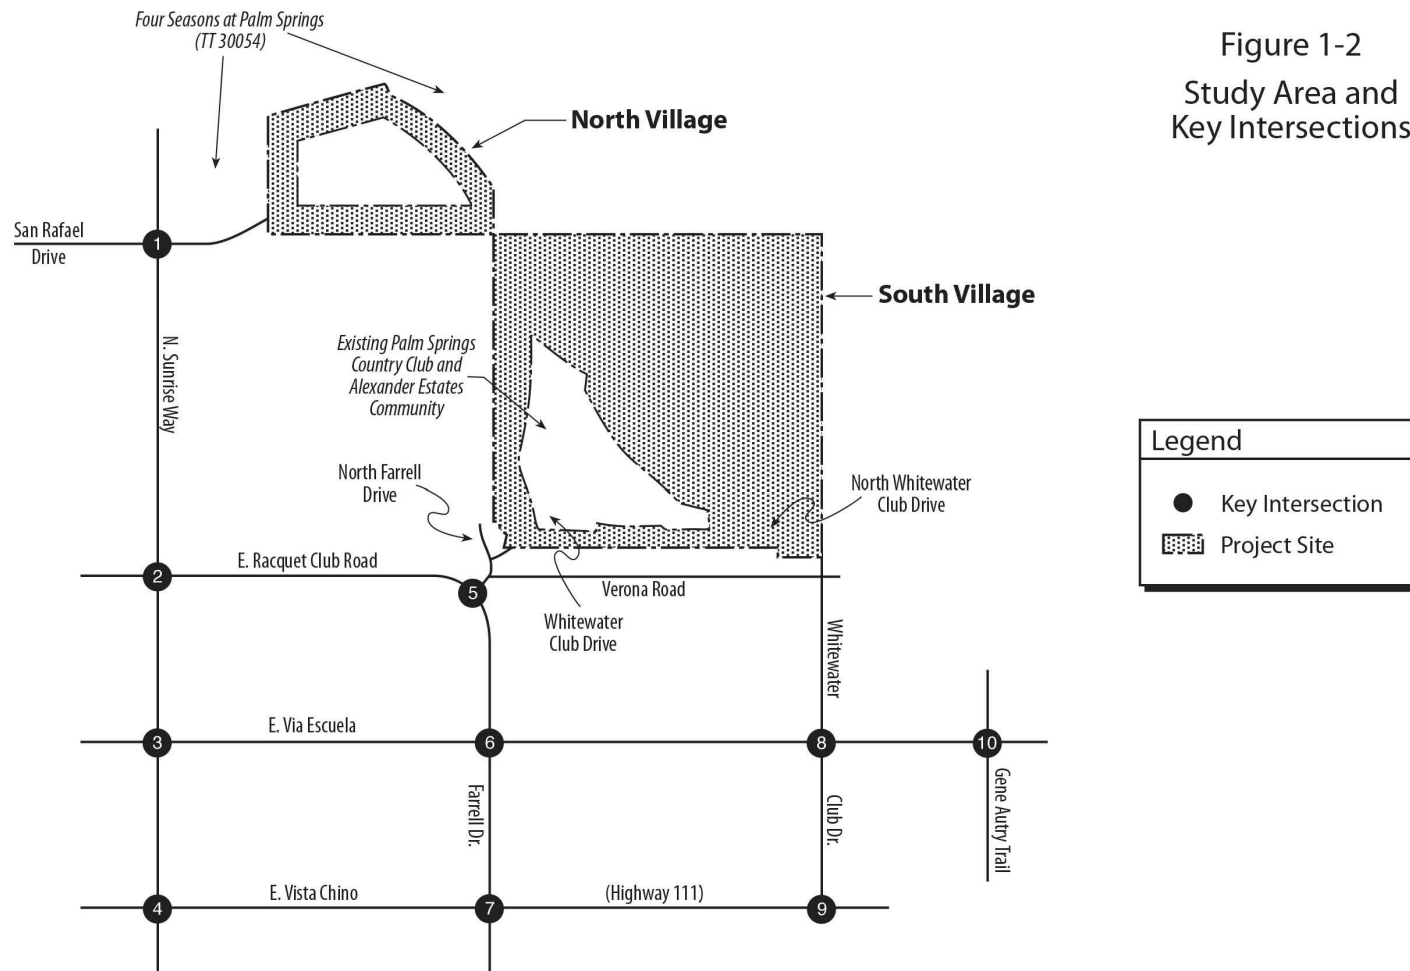 Four Seasons at Palm Springs
(TT 30054)
Figure 1-2
Study Area and
Key Intersections
North Village
San Rafael
Drive
1
South Village
N. Sunrise Way
Existing Palm Springs
Country Club and
Alexander Estates
Community
North Farrell
Drive
North Whitewater
Club Drive
Legend
Key Intersection
Project Site
2
E. Racquet Club Road
5
Verona Road
Whitewater
Club Drive
Whitewater
3
E. Via Escuela
6
8
10
Farrell Dr.
Club Dr.
Gene Autry Trail
4
E. Vista Chino
7
(Highway 111)
9